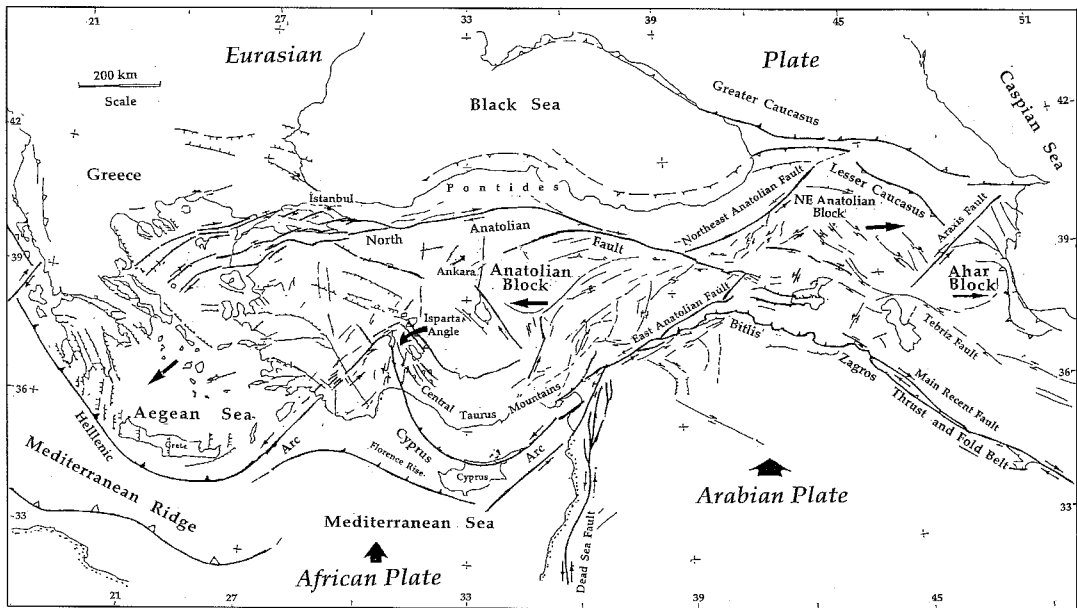 21 27 33 39 45 51
Eurasian
Plate
200 km
Scale
Black Sea
Greater Caucasus
Caspian Sea
42
42
Greece
Pontides
Istanbul
Lesser Caucasus
NE Anatolian
Block
Northeast Anatolian Fault
Araxis Fault
North Anatolian Fault
39
39
Ankara
Anatolian
Block
Ahar
Block
Isparta
Angle
East Anatolian Fault
Bitlis
Tebriz Fault
36
36
Central Taurus Mountains
Zagros
Main Recent Fault
Thrust and Fold Belt
Aegean Sea
Crete
Helllenic Arc
Cyprus Arc
Florence Rise
Cyprus
Mediterranean Ridge
Arabian Plate
33
33
Mediterranean Sea
Dead Sea Fault
African Plate
21 27 33 39 45